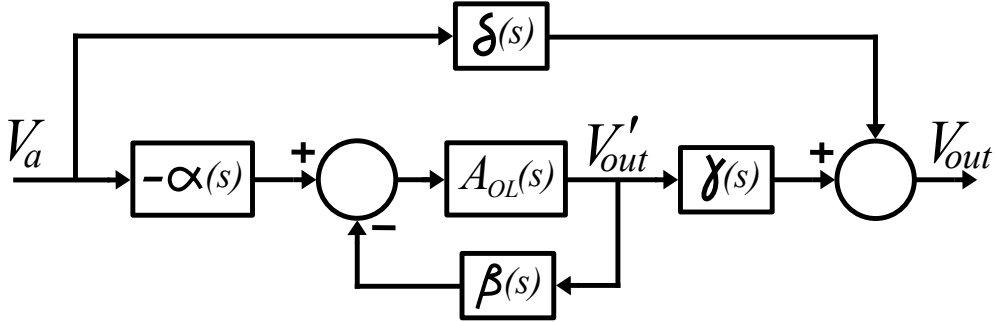 δ(s)
V_a
-α(s)
+
A_OL(s)
V'_out
γ(s)
+
V_out
−
β(s)